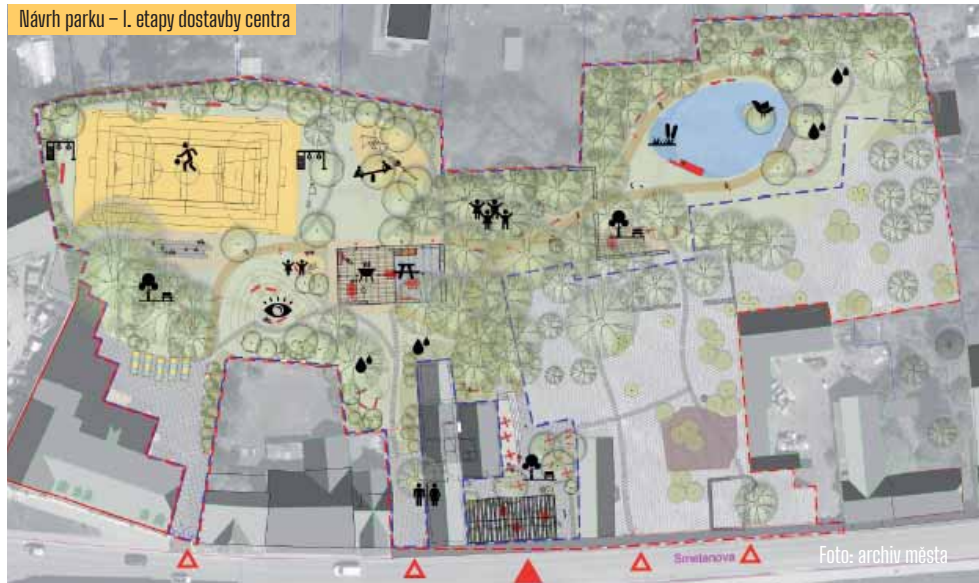 Návrh parku – I. etapy dostavby centra
Smetanova
Foto: archiv města